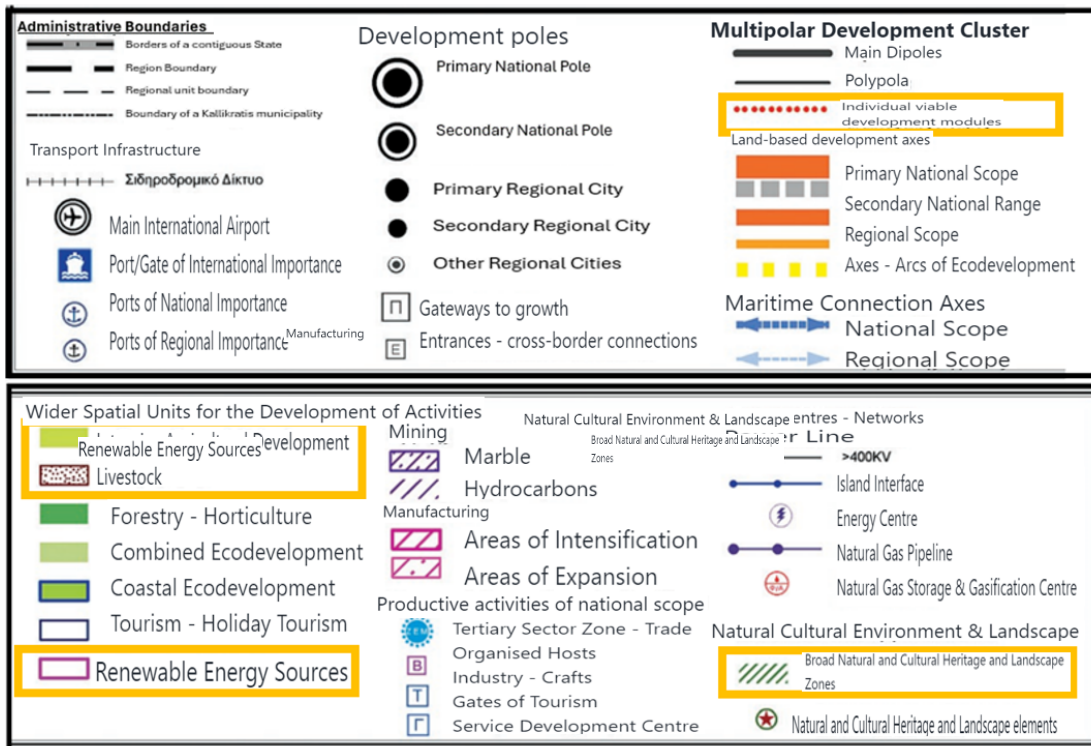 Administrative Boundaries
Borders of a contiguous State
Region Boundary
Regional unit boundary
Boundary of a Kallikratis municipality
Transport Infrastructure
Σιδηροδρομικό Δίκτυο
Main International Airport
Port/Gate of International Importance
Ports of National Importance
Ports of Regional Importance
Manufacturing
Development poles
Primary National Pole
Secondary National Pole
Primary Regional City
Secondary Regional City
Other Regional Cities
Π Gateways to growth
E Entrances - cross-border connections
Multipolar Development Cluster
Main Dipoles
Polypola
Individual viable
development modules
Land-based development axes
Primary National Scope
Secondary National Range
Regional Scope
Axes - Arcs of Ecodevelopment
Maritime Connection Axes
National Scope
Regional Scope
Wider Spatial Units for the Development of Activities
Development
Renewable Energy Sources
Livestock
Forestry - Horticulture
Combined Ecodevelopment
Coastal Ecodevelopment
Tourism - Holiday Tourism
Renewable Energy Sources
Mining
Marble
Hydrocarbons
Manufacturing
Areas of Intensification
Areas of Expansion
Productive activities of national scope
Tertiary Sector Zone - Trade
Organised Hosts
B Industry - Crafts
T Gates of Tourism
Γ Service Development Centre
Natural Cultural Environment & Landscape
entres - Networks
Broad Natural and Cultural Heritage and Landscape
Zones
Line
>400KV
Island Interface
Energy Centre
Natural Gas Pipeline
Natural Gas Storage & Gasification Centre
Natural Cultural Environment & Landscape
Broad Natural and Cultural Heritage and Landscape
Zones
Natural and Cultural Heritage and Landscape elements